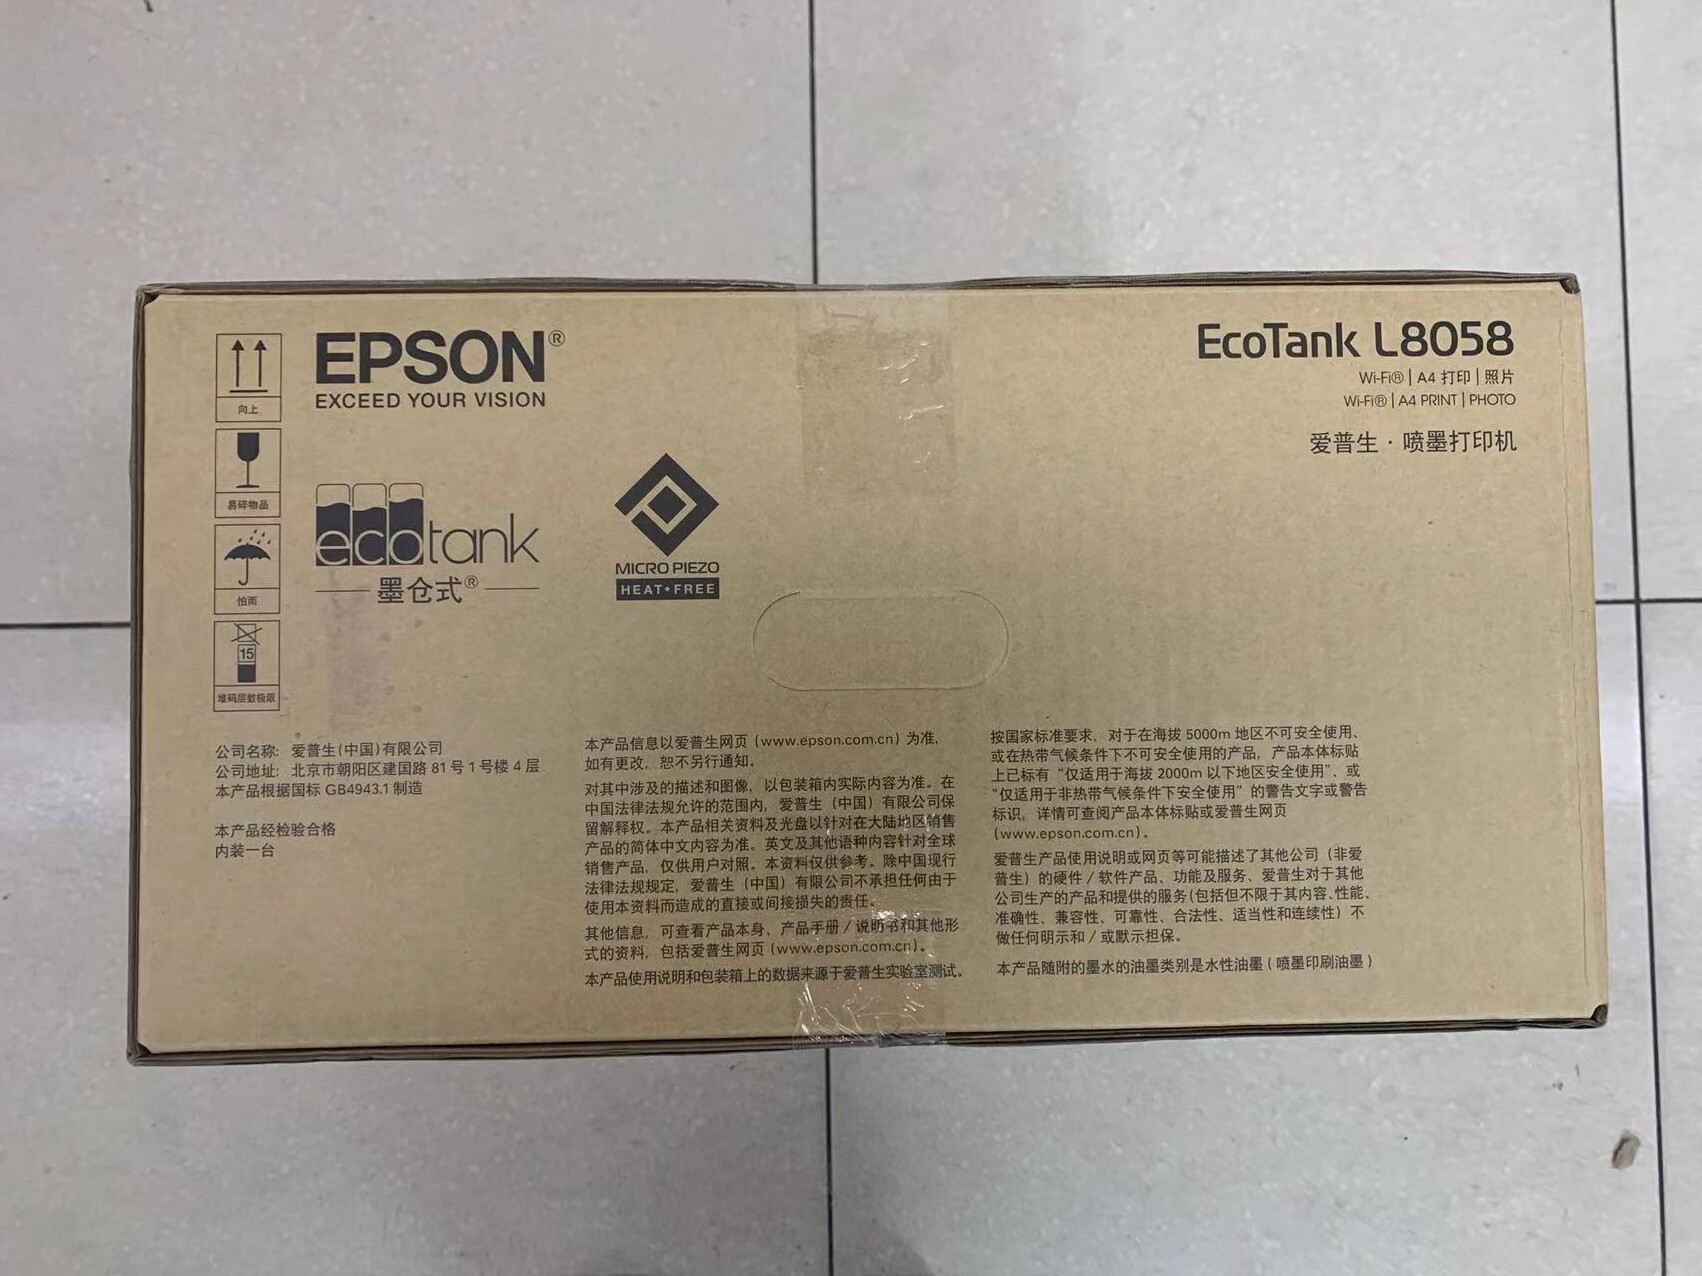 向上
易碎物品
怕雨
15
堆码层数极限
EPSON®
EXCEED YOUR VISION
ecotank
墨仓式®
MICRO PIEZO
HEAT•FREE
EcoTank L8058
Wi-Fi® | A4 打印 | 照片
Wi-Fi® | A4 PRINT | PHOTO
爱普生 · 喷墨打印机
公司名称: 爱普生(中国)有限公司
公司地址: 北京市朝阳区建国路 81 号 1 号楼 4 层
本产品根据国标 GB4943.1 制造
本产品经检验合格
内装一台
本产品信息以爱普生网页 (www.epson.com.cn) 为准,
如有更改, 恕不另行通知。
对其中涉及的描述和图像, 以包装箱内实际内容为准。在
中国法律法规允许的范围内, 爱普生 (中国) 有限公司保
留解释权。本产品相关资料及光盘以针对在大陆地区销售
产品的简体中文内容为准。英文及其他语种内容针对全球
销售产品, 仅供用户对照。本资料仅供参考。除中国现行
法律法规规定, 爱普生 (中国) 有限公司不承担任何由于
使用本资料而造成的直接或间接损失的责任。
其他信息, 可查看产品本身、产品手册 / 说明书和其他形
式的资料, 包括爱普生网页 (www.epson.com.cn)。
本产品使用说明和包装箱上的数据来源于爱普生实验室测试。
按国家标准要求, 对于在海拔 5000m 地区不可安全使用、
或在热带气候条件下不可安全使用的产品, 产品本体标贴
上已标有 “仅适用于海拔 2000m 以下地区安全使用”、或
“仅适用于非热带气候条件下安全使用” 的警告文字或警告
标识, 详情可查阅产品本体标贴或爱普生网页
(www.epson.com.cn)。
爱普生产品使用说明或网页等可能描述了其他公司 (非爱
普生) 的硬件 / 软件产品、功能及服务、爱普生对于其他
公司生产的产品和提供的服务(包括但不限于其内容、性能、
准确性、兼容性、可靠性、合法性、适当性和连续性) 不
做任何明示和 / 或默示担保。
本产品随附的墨水的油墨类别是水性油墨 ( 喷墨印刷油墨 )